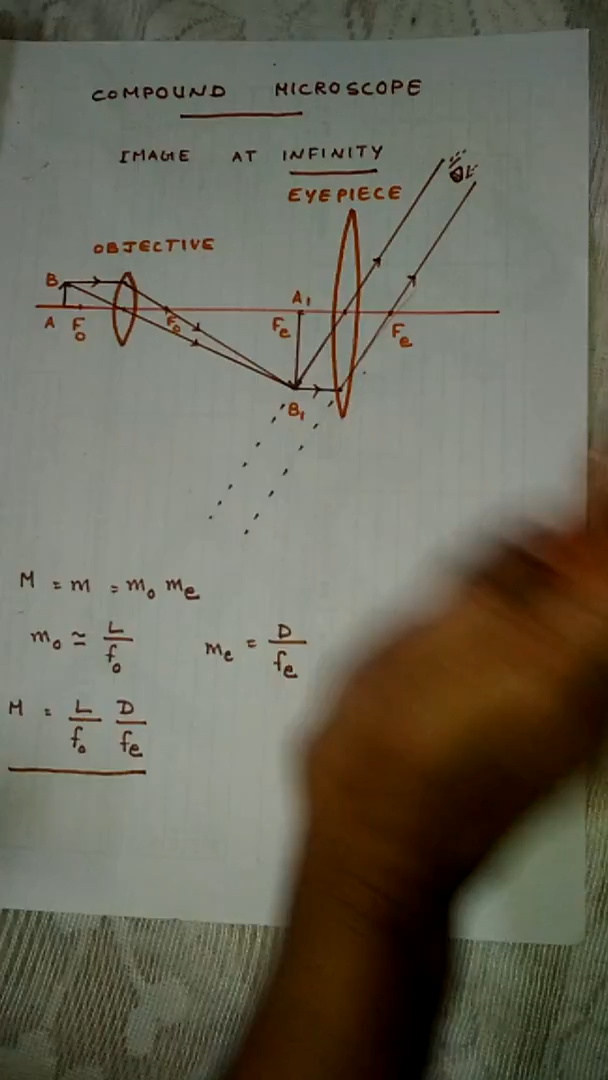 COMPOUND MICROSCOPE
IMAGE AT INFINITY
EYEPIECE
OBJECTIVE
B
A₁
A F₀ F₀ Fe Fe
B₁
M = m = m₀ me
m₀ ≃ L/f₀ me = D/fe
M = L/f₀ D/fe